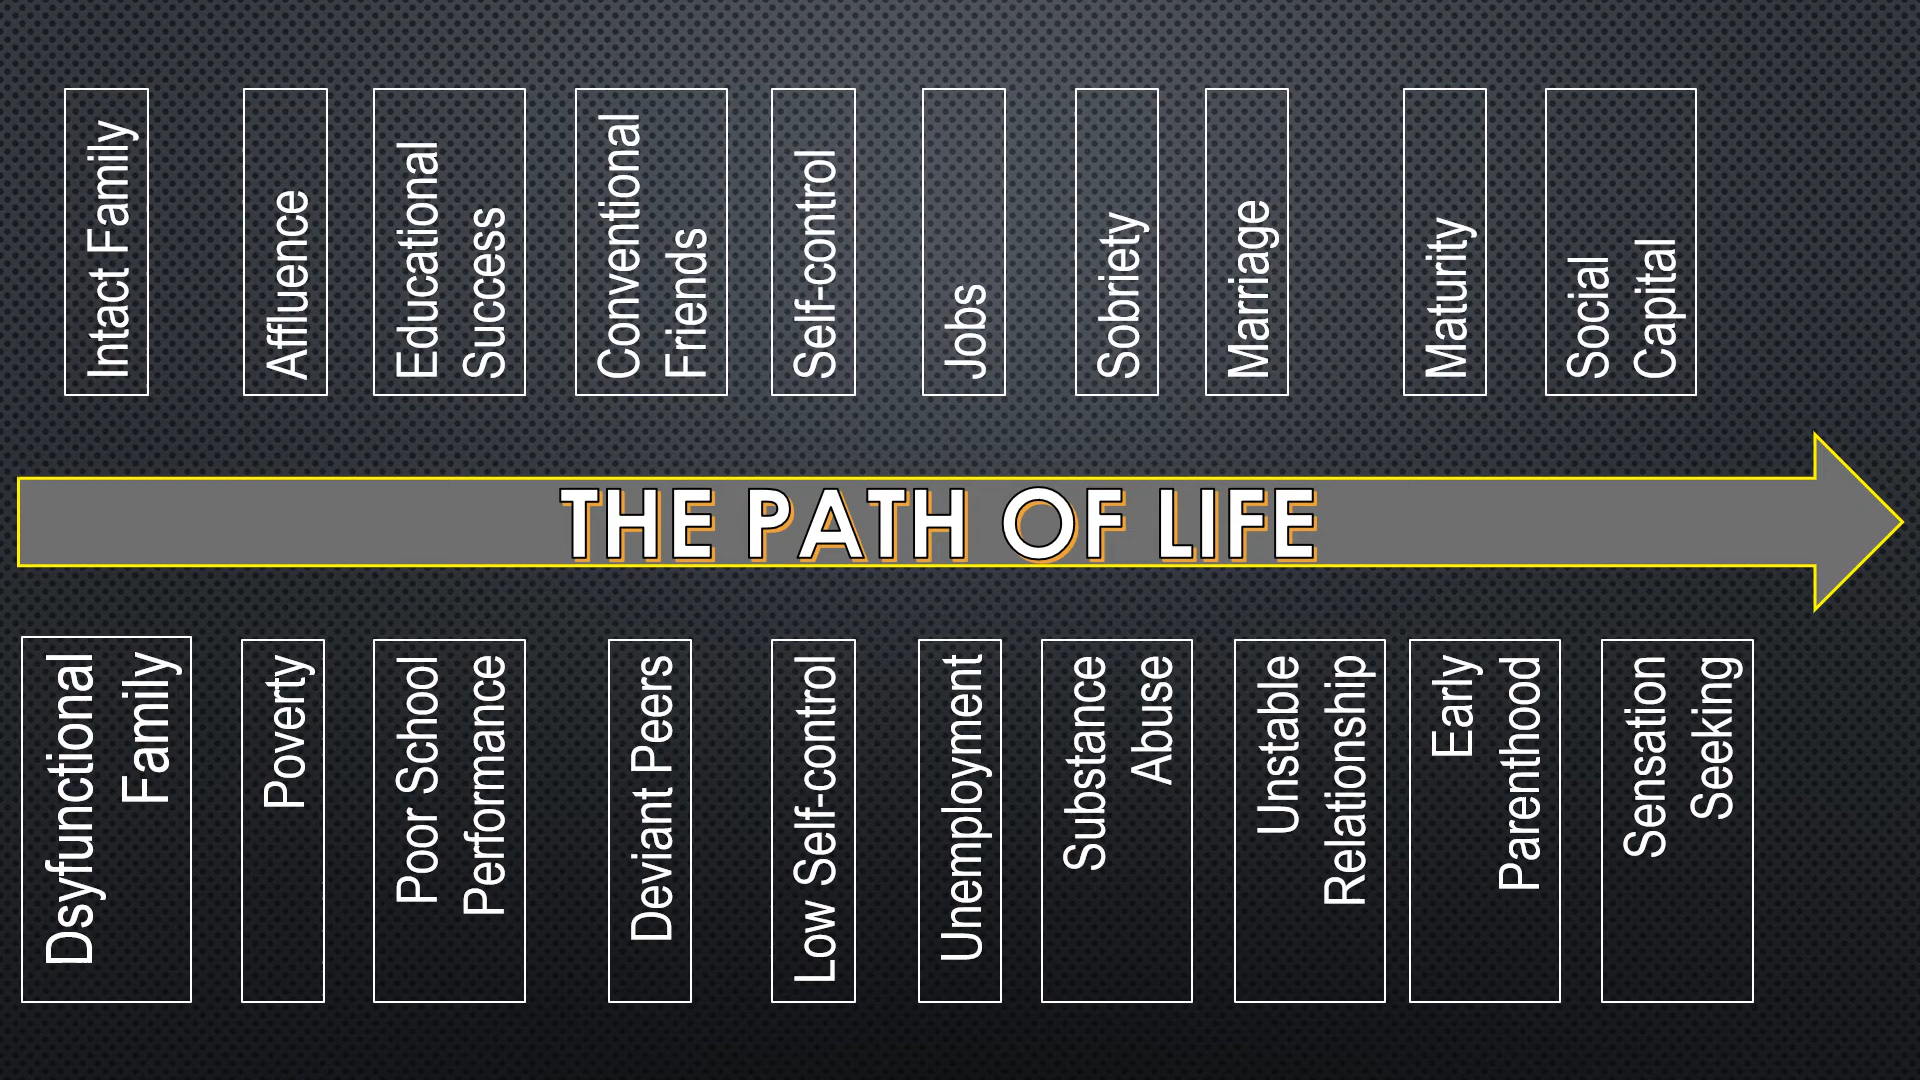 Intact Family
Affluence
Educational
Success
Conventional
Friends
Self-control
Jobs
Sobriety
Marriage
Maturity
Social
Capital
THE PATH OF LIFE
Dsyfunctional
Family
Poverty
Poor School
Performance
Deviant Peers
Low Self-control
Unemployment
Substance
Abuse
Unstable
Relationship
Early
Parenthood
Sensation
Seeking